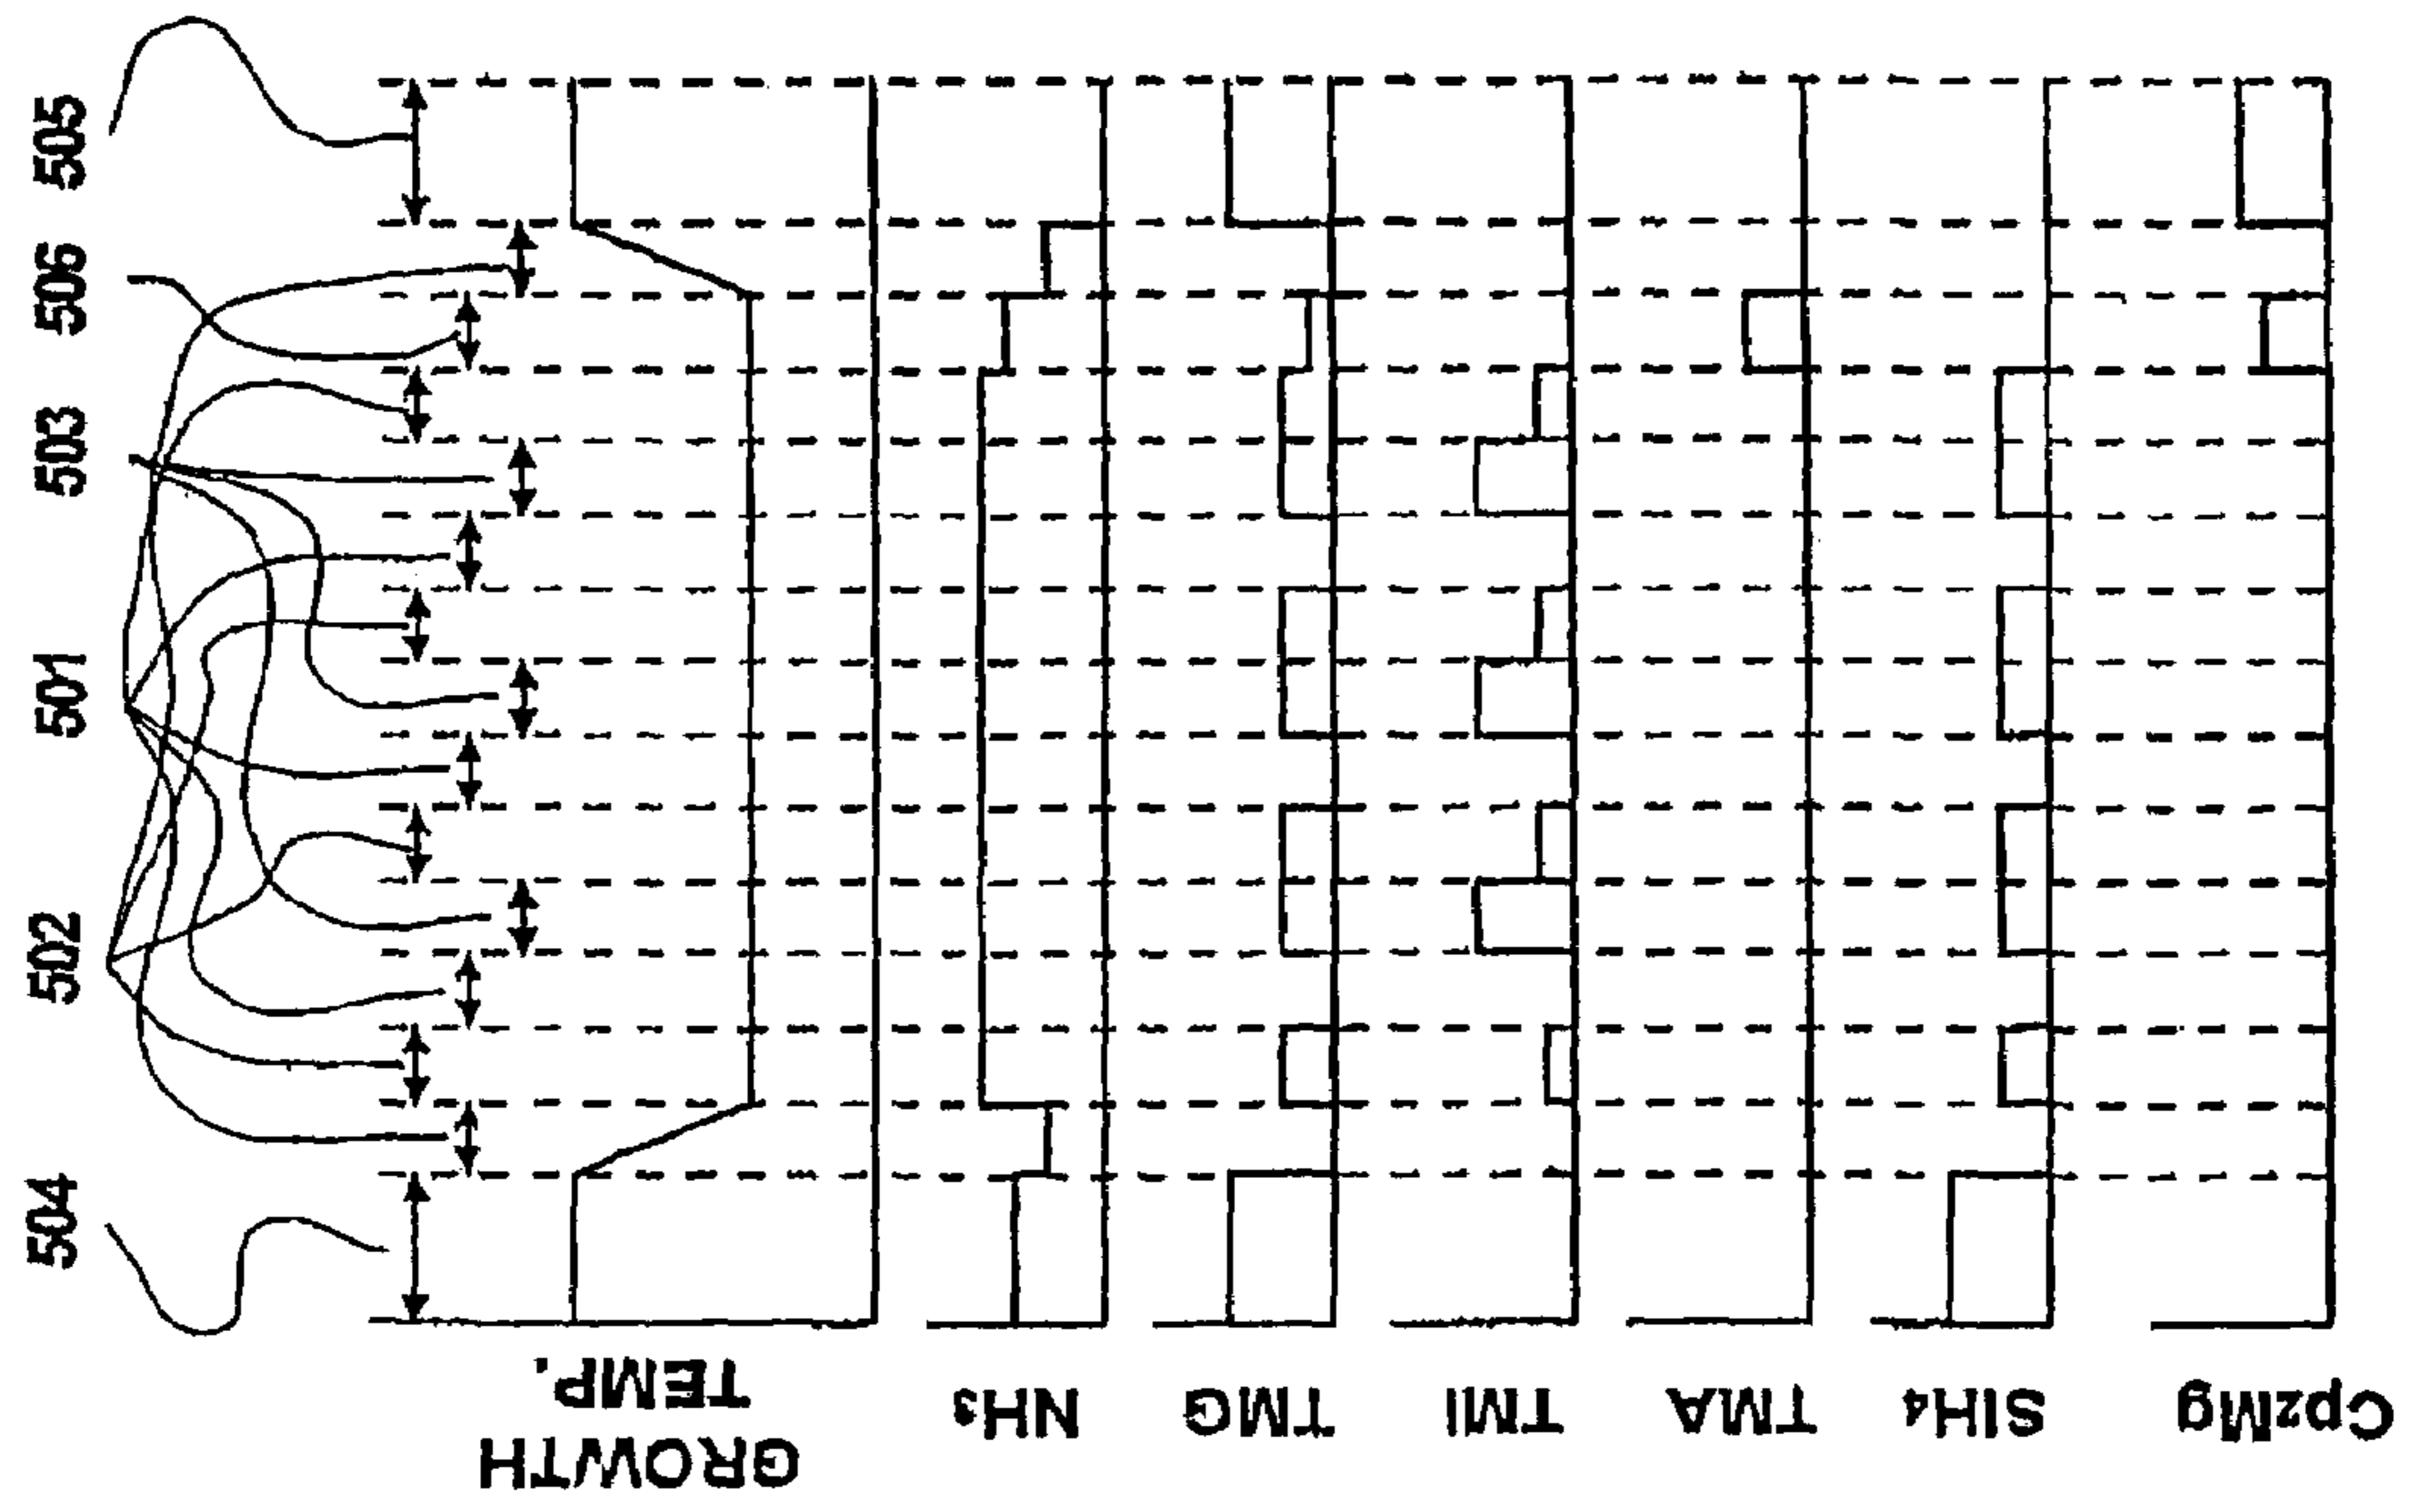 504
502
501
503
506
505
GROWTH
TEMP.
NH3
TMG
TMI
TMA
SIH4
Cp2Mg